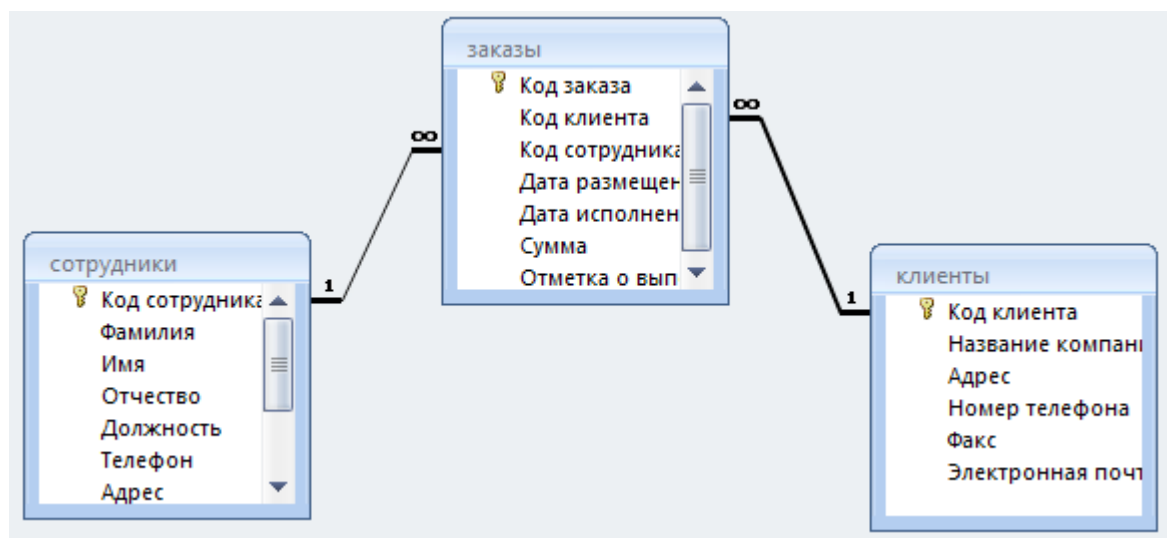 заказы
Код заказа
Код клиента
Код сотрудника
Дата размещен
Дата исполнен
Сумма
Отметка о вып
∞
∞
сотрудники
Код сотрудника
Фамилия
Имя
Отчество
Должность
Телефон
Адрес
1
1
клиенты
Код клиента
Название компан
Адрес
Номер телефона
Факс
Электронная почт